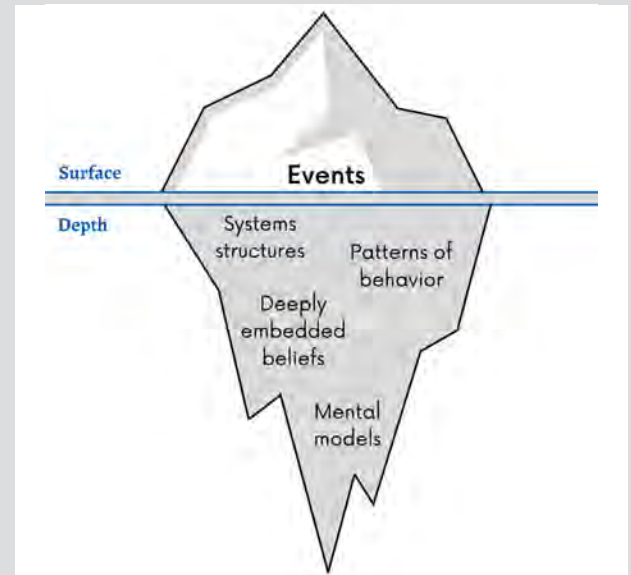 Surface
Events
Depth
Systems
structures
Patterns of
behavior
Deeply
embedded
beliefs
Mental
models